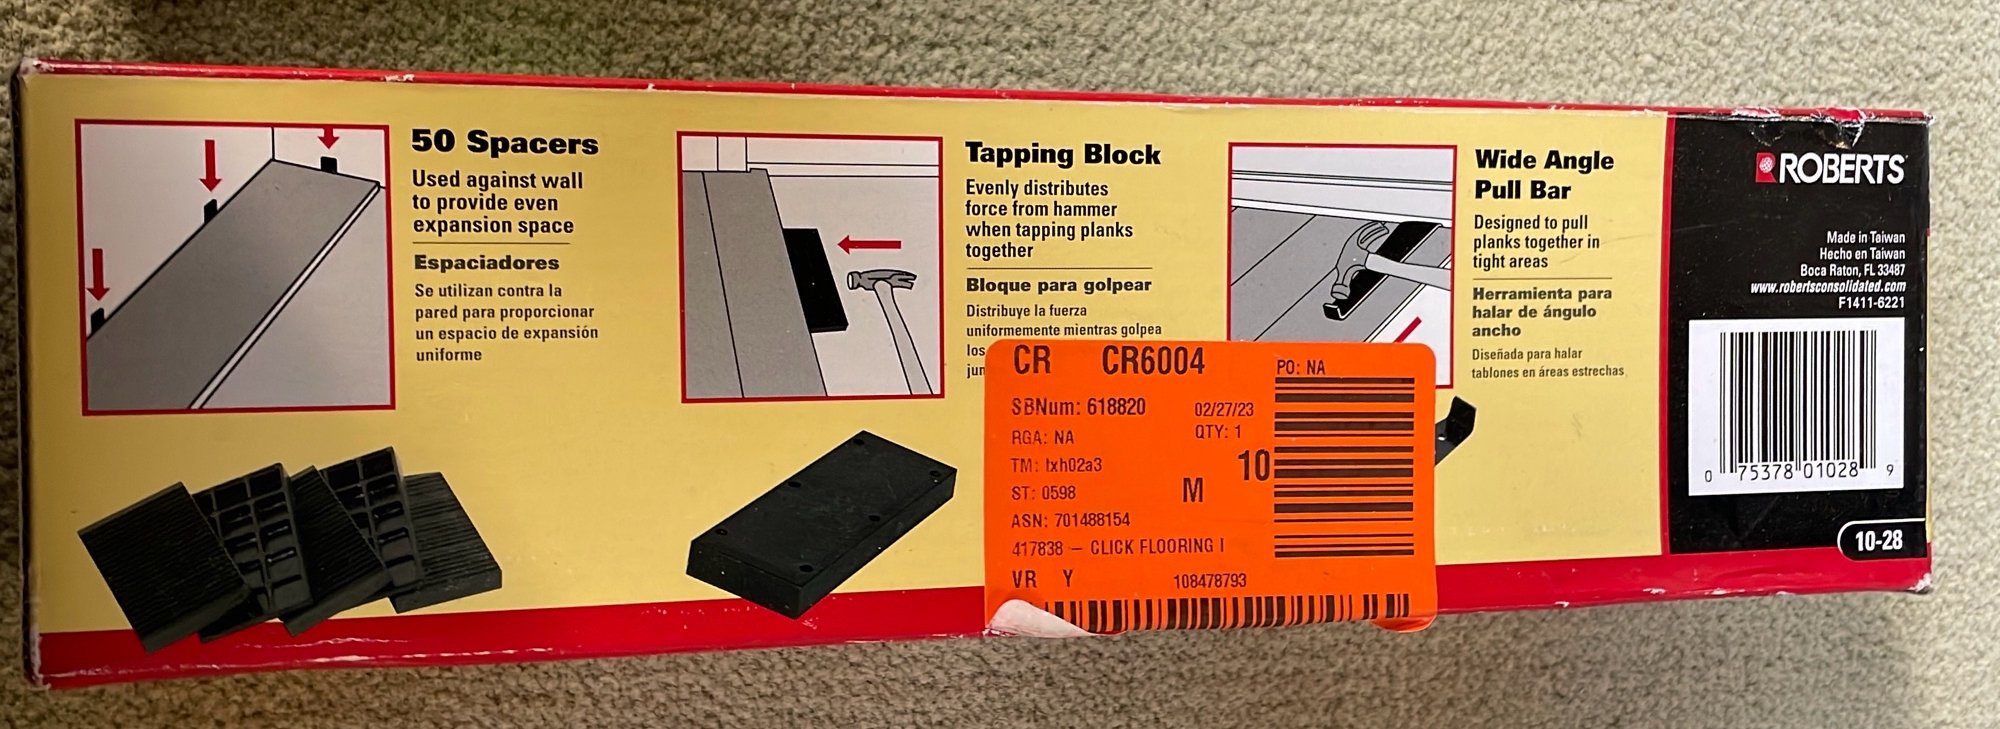 50 Spacers
Used against wall
to provide even
expansion space
Espaciadores
Se utilizan contra la
pared para proporcionar
un espacio de expansión
uniforme
Tapping Block
Evenly distributes
force from hammer
when tapping planks
together
Bloque para golpear
Distribuye la fuerza
uniformemente mientras golpea
los
Wide Angle
Pull Bar
Designed to pull
planks together in
tight areas
Herramienta para
halar de ángulo
ancho
Diseñada para halar
tablones en áreas estrechas
ROBERTS
Made in Taiwan
Hecho en Taiwan
Boca Raton, FL 33487
www.robertsconsolidated.com
F1411-6221
0 75378 01028 9
10-28
CR CR6004 PO: NA
SBNum: 618820 02/27/23
RGA: NA QTY: 1
TM: txh02a3 10
ST: 0598 M
ASN: 701488154
417838 – CLICK FLOORING I
VR Y 108478793